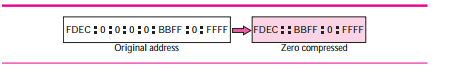 FDEC : 0 : 0 : 0 : 0 : BBFF : 0 : FFFF FDEC : : BBFF : 0 : FFFF
Original address Zero compressed